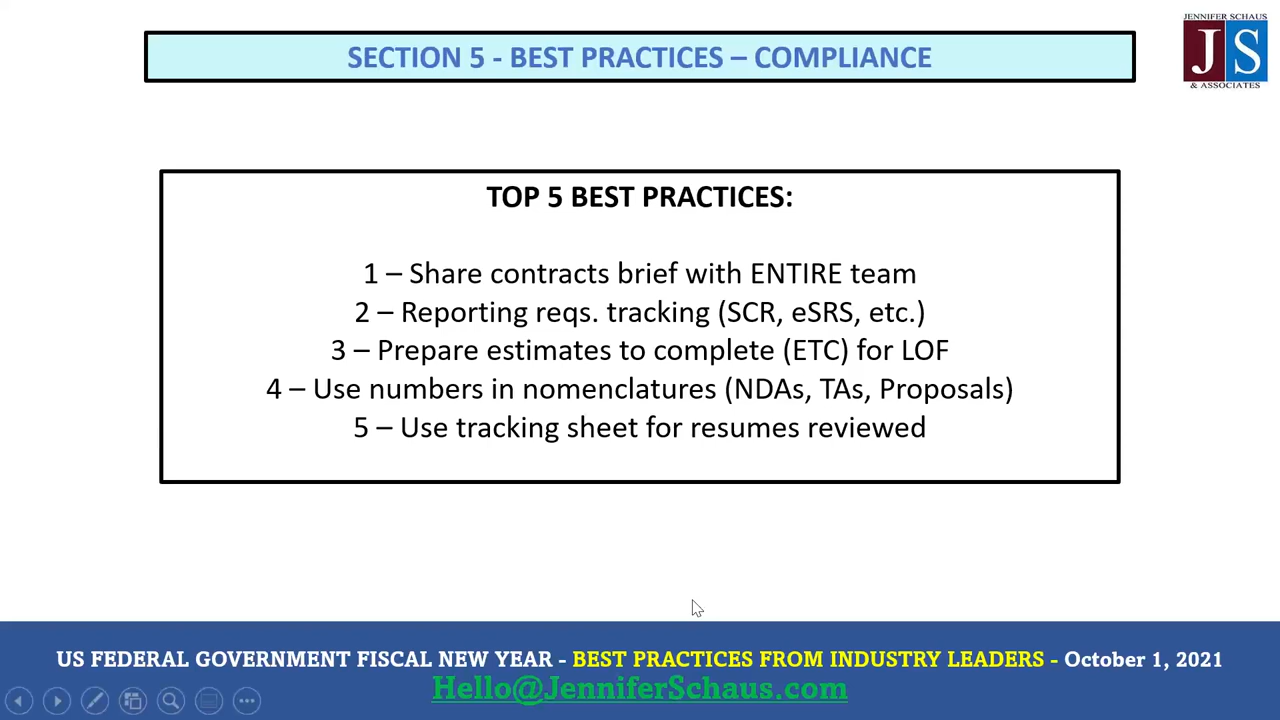 JENNIFER SCHAUS
JS
& ASSOCIATES
SECTION 5 - BEST PRACTICES – COMPLIANCE
TOP 5 BEST PRACTICES:
1 – Share contracts brief with ENTIRE team
2 – Reporting reqs. tracking (SCR, eSRS, etc.)
3 – Prepare estimates to complete (ETC) for LOF
4 – Use numbers in nomenclatures (NDAs, TAs, Proposals)
5 – Use tracking sheet for resumes reviewed
US FEDERAL GOVERNMENT FISCAL NEW YEAR - BEST PRACTICES FROM INDUSTRY LEADERS - October 1, 2021
Hello@JenniferSchaus.com